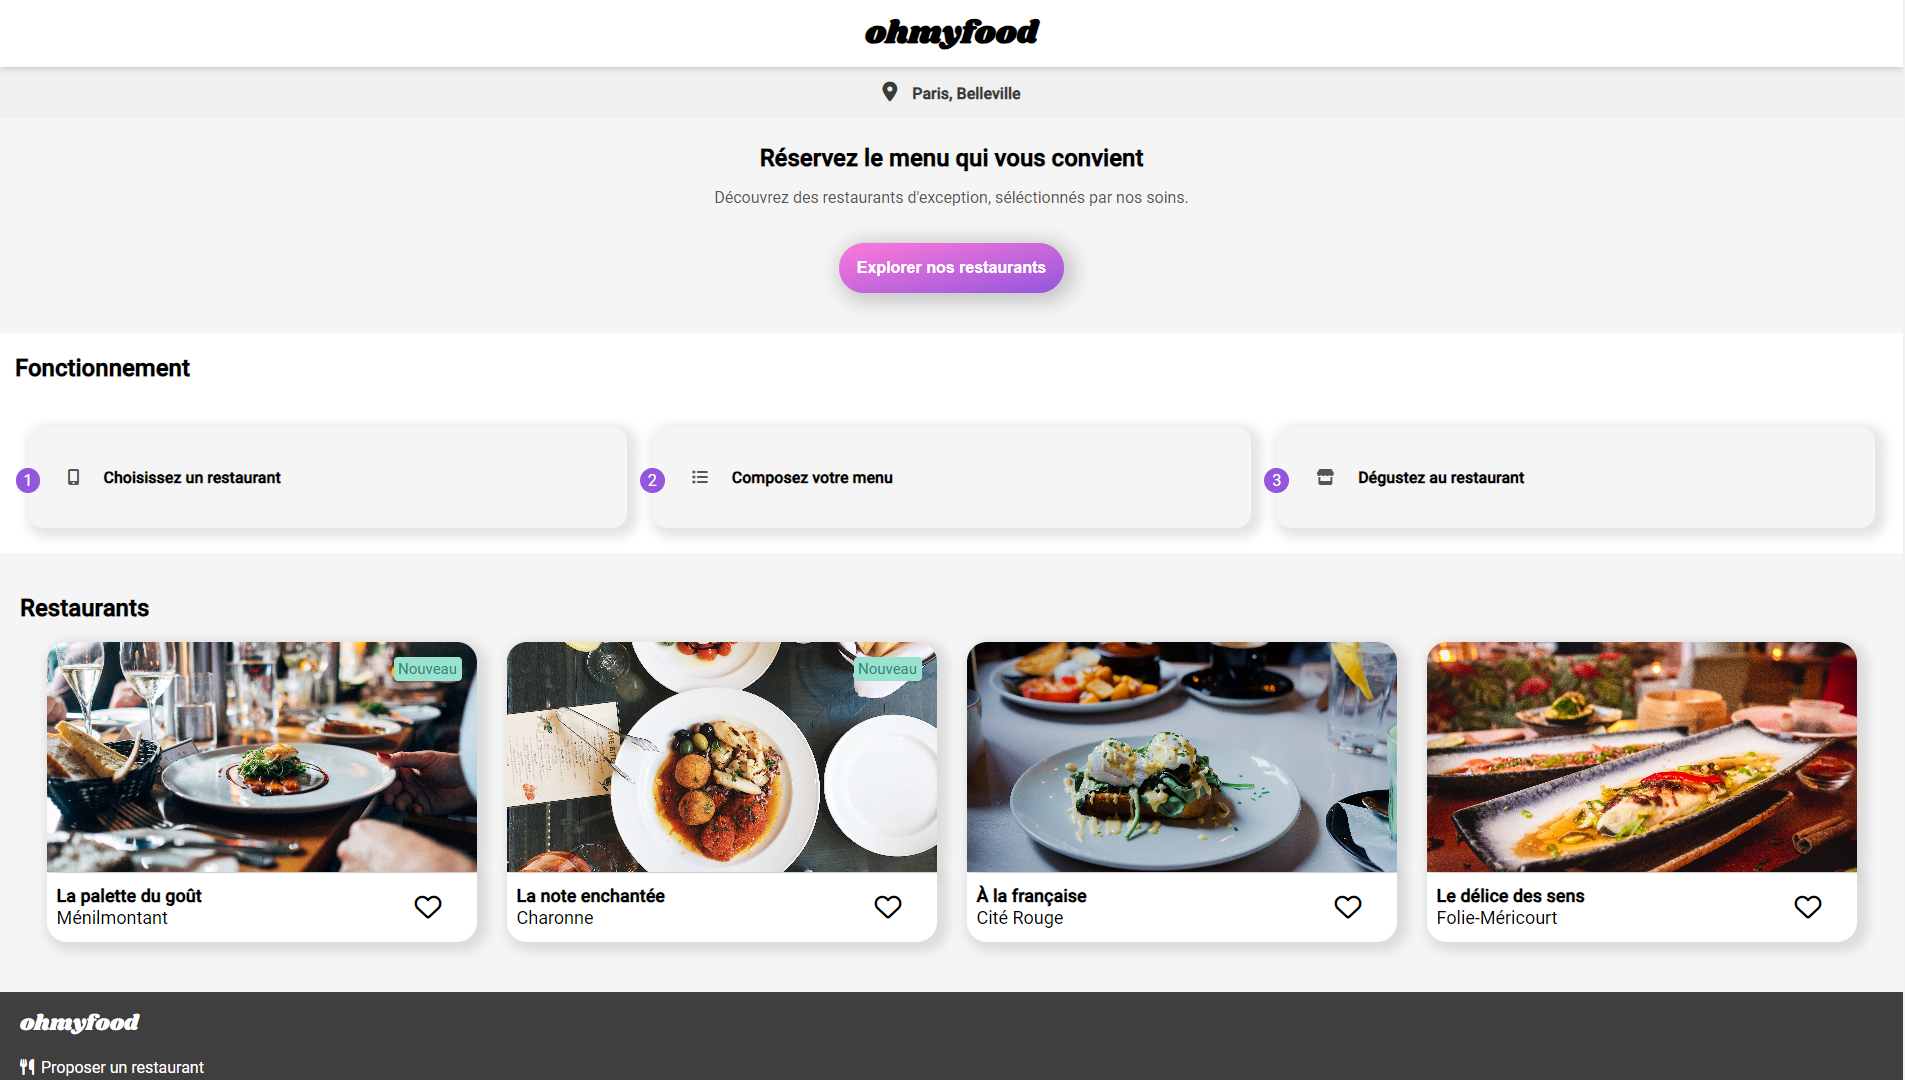 ohmyfood
Paris, Belleville
Réservez le menu qui vous convient
Découvrez des restaurants d'exception, séléctionnés par nos soins.
Explorer nos restaurants
Fonctionnement
1 Choisissez un restaurant
2 Composez votre menu
3 Dégustez au restaurant
Restaurants
Nouveau
La palette du goût
Ménilmontant
Nouveau
La note enchantée
Charonne
À la française
Cité Rouge
Le délice des sens
Folie-Méricourt
ohmyfood
Proposer un restaurant